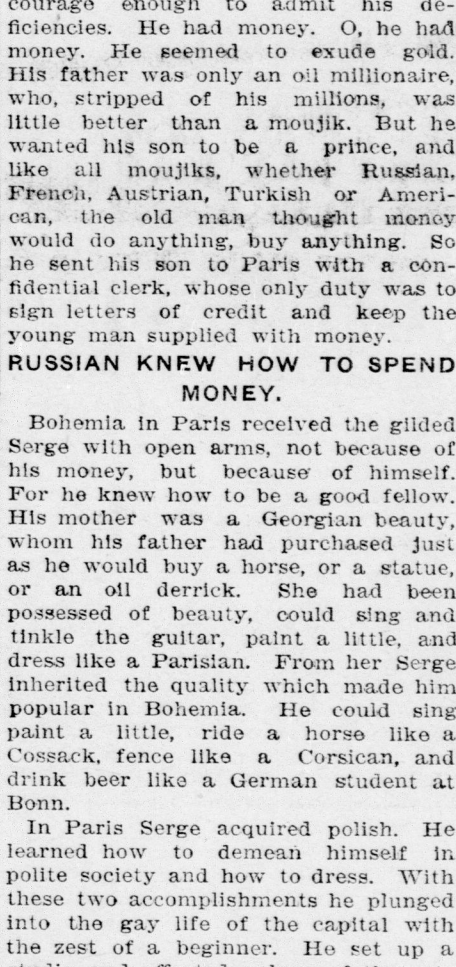 courage enough to admit his de-
ficiencies. He had money. O, he had
money. He seemed to exude gold.
His father was only an oil millionaire,
who, stripped of his millions, was
little better than a moujik. But he
wanted his son to be a prince, and
like all moujiks, whether Russian,
French, Austrian, Turkish or Ameri-
can, the old man thought money
would do anything, buy anything. So
he sent his son to Paris with a con-
fidential clerk, whose only duty was to
sign letters of credit and keep the
young man supplied with money.
RUSSIAN KNEW HOW TO SPEND
MONEY.
Bohemia in Paris received the gilded
Serge with open arms, not because of
his money, but because of himself.
For he knew how to be a good fellow.
His mother was a Georgian beauty,
whom his father had purchased just
as he would buy a horse, or a statue,
or an oil derrick. She had been
possessed of beauty, could sing and
tinkle the guitar, paint a little, and
dress like a Parisian. From her Serge
inherited the quality which made him
popular in Bohemia. He could sing
paint a little, ride a horse like a
Cossack, fence like a Corsican, and
drink beer like a German student at
Bonn.
In Paris Serge acquired polish. He
learned how to demean himself in
polite society and how to dress. With
these two accomplishments he plunged
into the gay life of the capital with
the zest of a beginner. He set up a